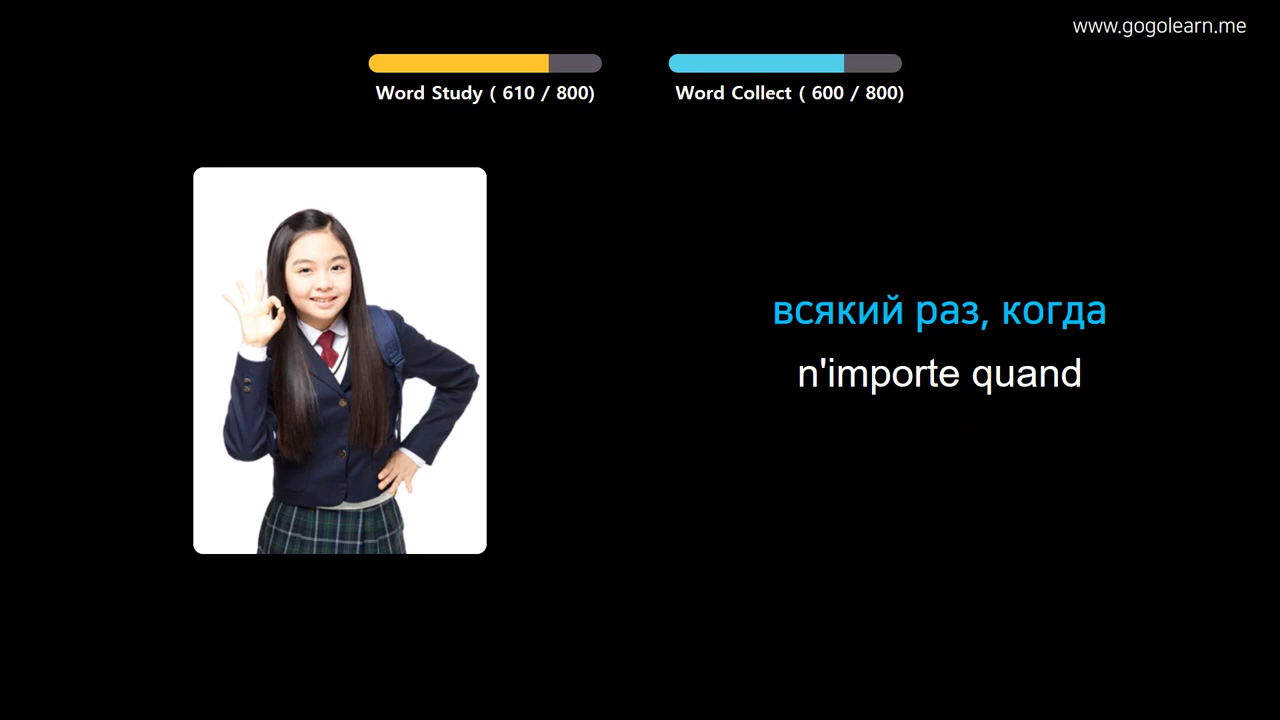 www.gogolearn.me
Word Study ( 610 / 800)
Word Collect ( 600 / 800)
всякий раз, когда
n'importe quand